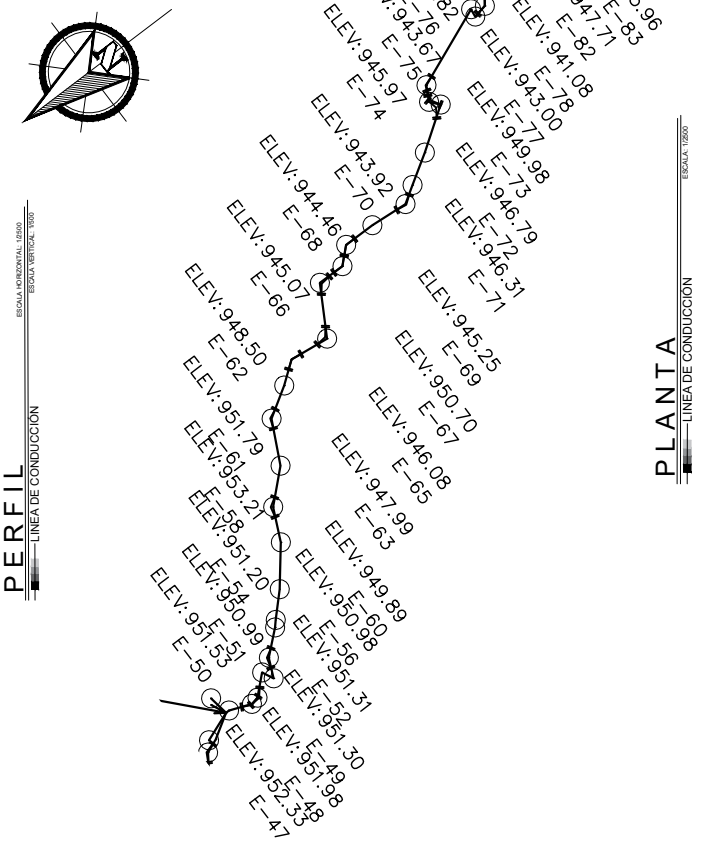 PERFIL
LINEA DE CONDUCCIÓN
ESCALA HORIZONTAL: 1/2500
ESCALA VERTICAL: 1/500
PLANTA
LINEA DE CONDUCCIÓN
ESCALA: 1/2500
E-83
E-82
ELEV: 941.08
E-78
ELEV: 943.00
E-77
ELEV: 949.98
E-73
ELEV: 946.79
E-72
ELEV: 946.31
E-71
ELEV: 945.25
E-69
ELEV: 950.70
E-67
ELEV: 946.08
E-65
ELEV: 947.99
E-63
ELEV: 949.89
E-60
ELEV: 950.98
E-56
ELEV: 951.31
E-52
ELEV: 951.30
E-49
ELEV: 951.98
E-48
ELEV: 952.33
E-47
E-76
943.67
E-75
ELEV: 945.97
E-74
ELEV: 943.92
E-70
ELEV: 944.46
E-68
ELEV: 945.07
E-66
ELEV: 948.50
E-62
ELEV: 951.79
E-61
ELEV: 953.21
E-58
ELEV: 951.20
E-54
ELEV: 950.99
E-51
ELEV: 951.53
E-50